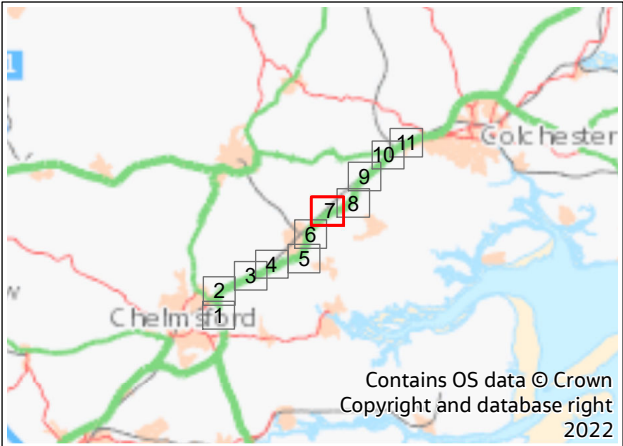 1
Colchester
11
10
9
8
7
6
5
4
3
2
1
Chelmsford
w
Contains OS data © Crown
Copyright and database right
2022